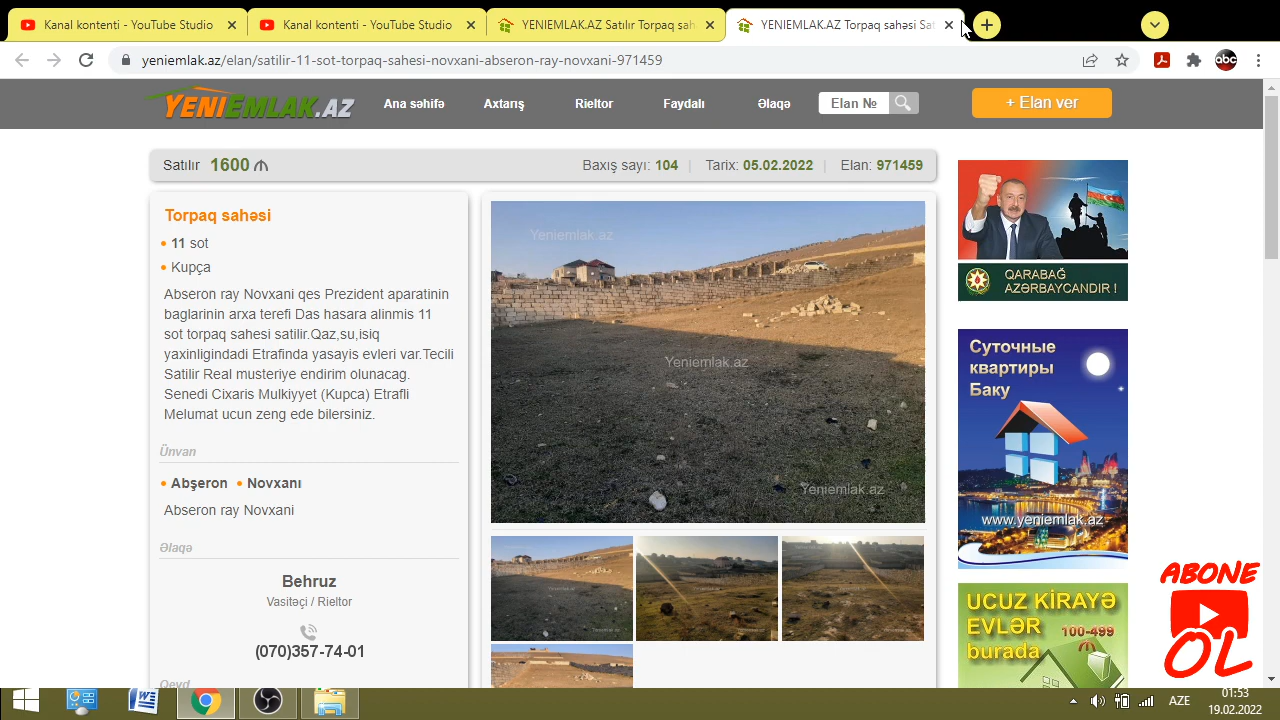 Kanal kontenti - YouTube Studio
Kanal kontenti - YouTube Studio
YENIEMLAK.AZ Satılır Torpaq sah
YENIEMLAK.AZ Torpaq sahəsi Sat
yeniemlak.az/elan/satilir-11-sot-torpaq-sahesi-novxani-abseron-ray-novxani-971459
abc
YENIEMLAK.AZ
Ana səhifə
Axtarış
Rieltor
Faydalı
Əlaqə
Elan №
+ Elan ver
Satılır 1600 ₼
Baxış sayı: 104 | Tarix: 05.02.2022 | Elan: 971459
Torpaq sahəsi
• 11 sot
• Kupça
Abseron ray Novxani qes Prezident aparatinin
baglarinin arxa terefi Das hasara alinmis 11
sot torpaq sahesi satilir.Qaz,su,isiq
yaxinligindadi Etrafinda yasayis evleri var.Tecili
Satilir Real musteriye endirim olunacag.
Senedi Cixaris Mulkiyyet (Kupca) Etrafli
Melumat ucun zeng ede bilersiniz.
Ünvan
• Abşeron • Novxanı
Abseron ray Novxani
Əlaqə
Behruz
Vasitəçi / Rieltor
(070)357-74-01
Qeyd
Yeniemlak.az
Yeniemlak.az
Yeniemlak.az
QARABAĞ
AZƏRBAYCANDIR !
Суточные
квартиры
Баку
www.yeniemlak.az
UCUZ KİRAYƏ
EVLƏR
burada
100-499
ABONE
OL
AZE
01:53
19.02.2022